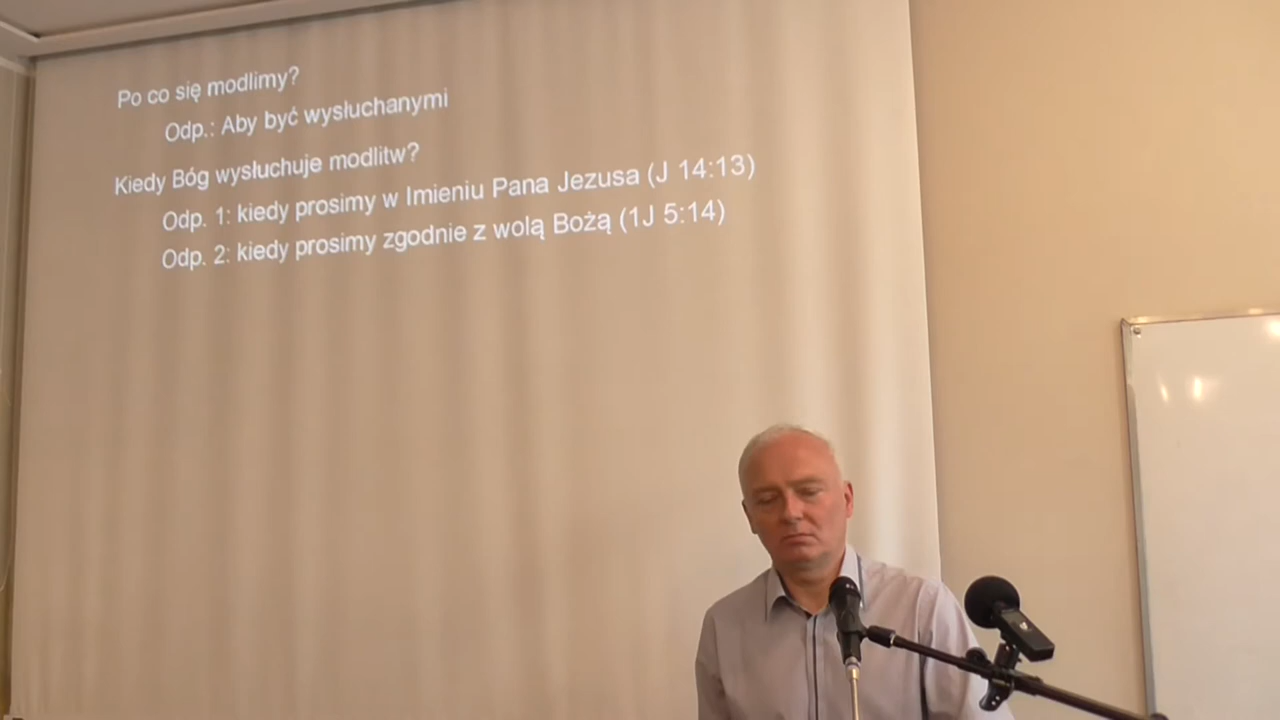 Po co się modlimy?
Odp.: Aby być wysłuchanymi
Kiedy Bóg wysłuchuje modlitw?
Odp. 1: kiedy prosimy w Imieniu Pana Jezusa (J 14:13)
Odp. 2: kiedy prosimy zgodnie z wolą Bożą (1J 5:14)